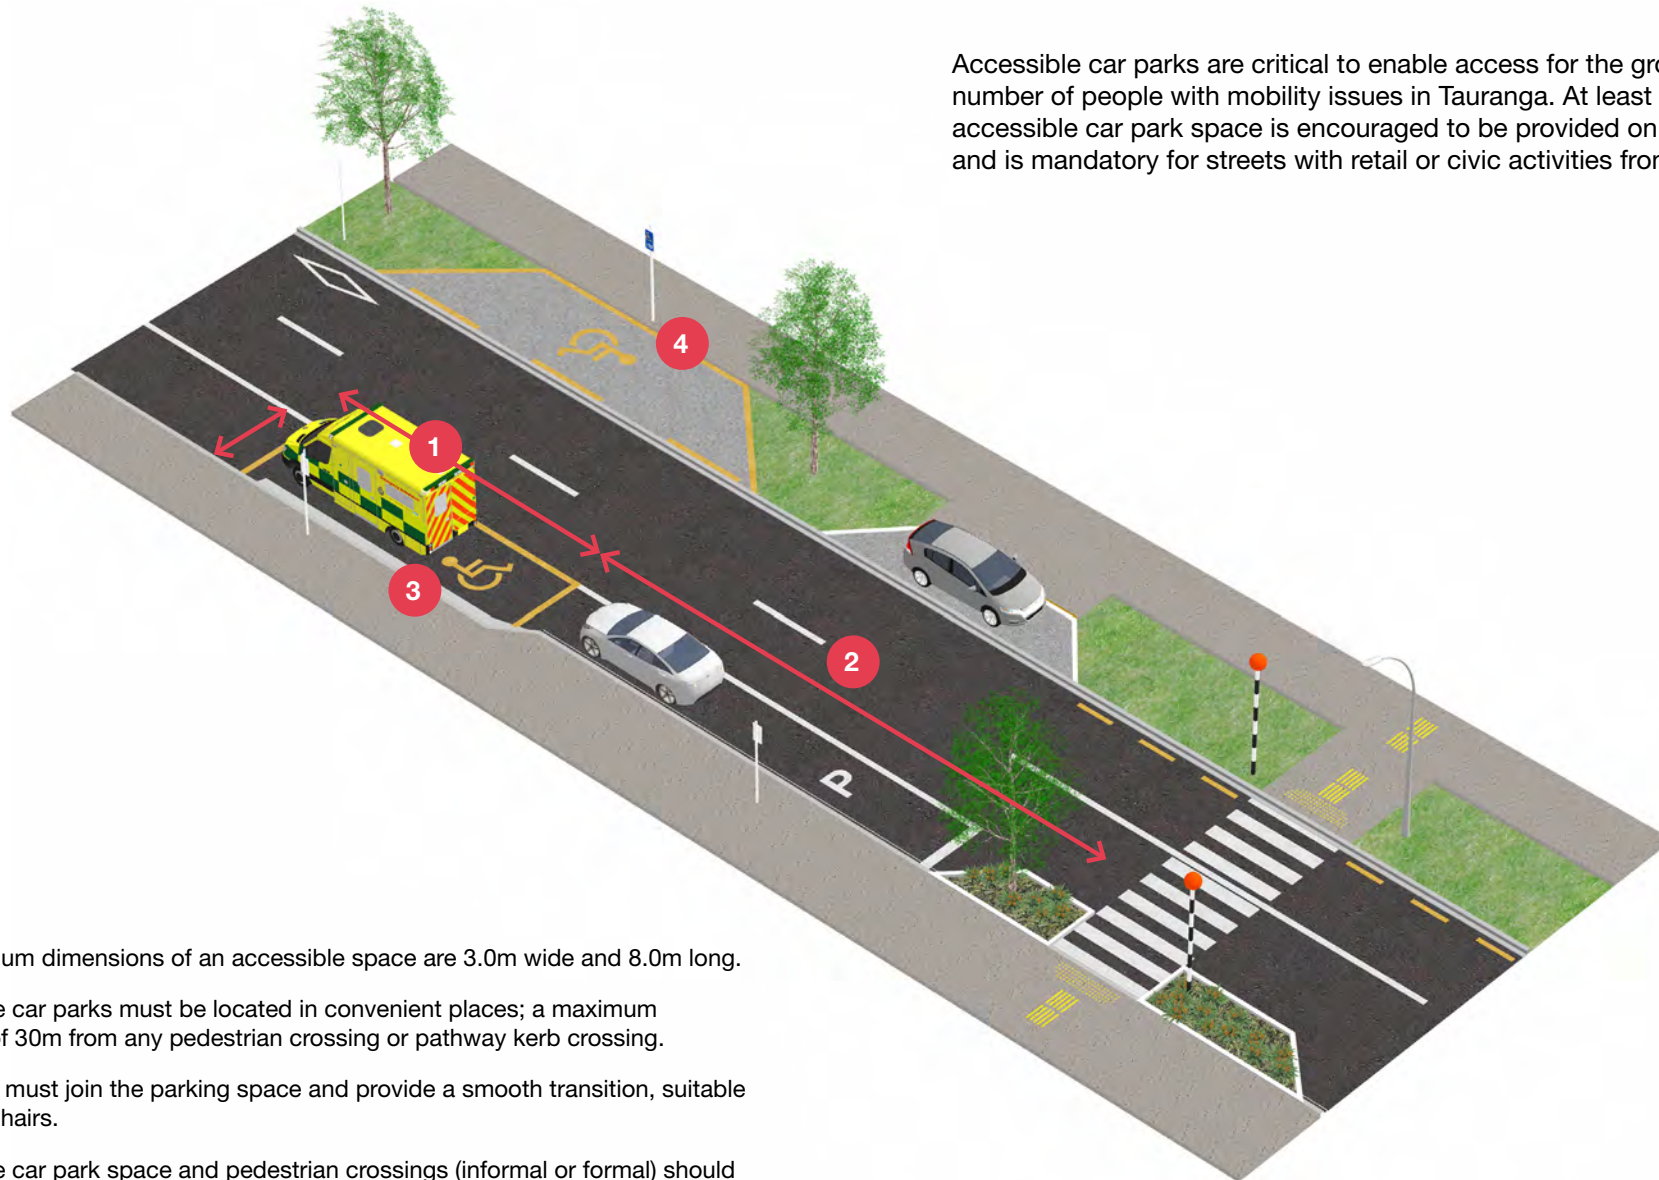 Accessible car parks are critical to enable access for the
number of people with mobility issues in Tauranga. At least
accessible car park space is encouraged to be provided on
and is mandatory for streets with retail or civic activities
4
1
3
2
P
dimensions of an accessible space are 3.0m wide and 8.0m long.
car parks must be located in convenient places; a maximum
30m from any pedestrian crossing or pathway kerb crossing.
must join the parking space and provide a smooth transition, suitable
car park space and pedestrian crossings (informal or formal) should